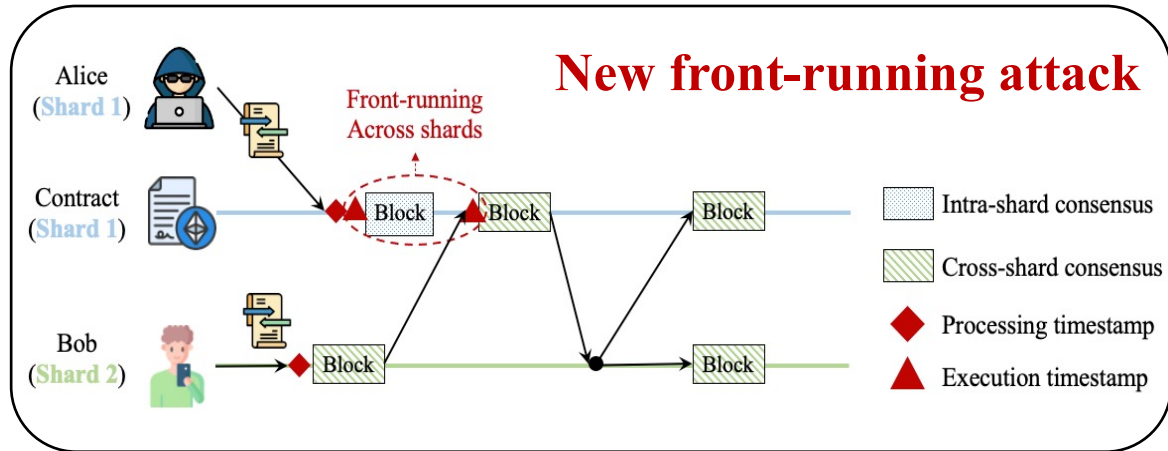 New front-running attack
Alice
(Shard 1)
Front-running
Across shards
Contract
(Shard 1)
Block
Block
Block
Bob
(Shard 2)
Block
Block
Intra-shard consensus
Cross-shard consensus
Processing timestamp
Execution timestamp